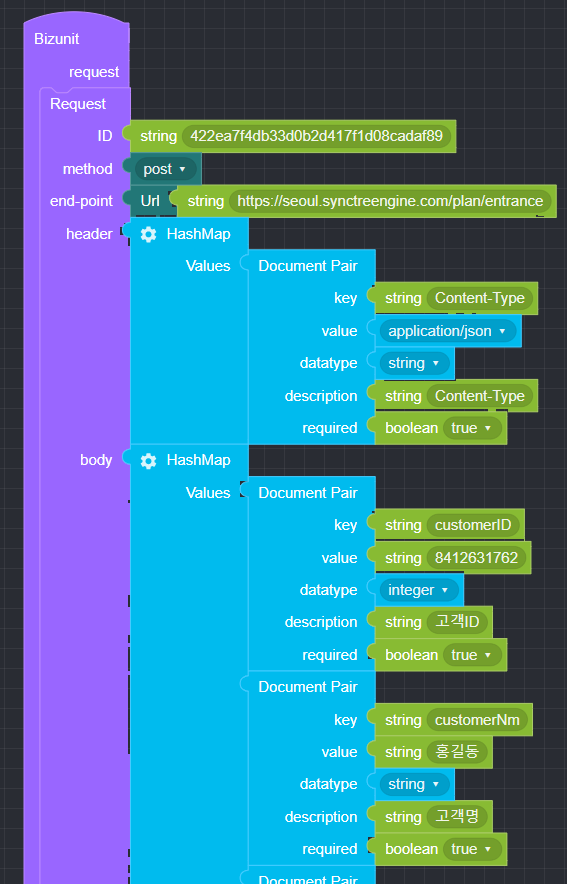 Bizunit
request
Request
ID string 422ea7f4db33d0b2d417f1d08cadaf89
method post
end-point Url string https://seoul.synctreengine.com/plan/entrance
header HashMap
Values Document Pair
key string Content-Type
value application/json
datatype string
description string Content-Type
required boolean true
body HashMap
Values Document Pair
key string customerID
value string 8412631762
datatype integer
description string 고객ID
required boolean true
Document Pair
key string customerNm
value string 홍길동
datatype string
description string 고객명
required boolean true
Document Pair